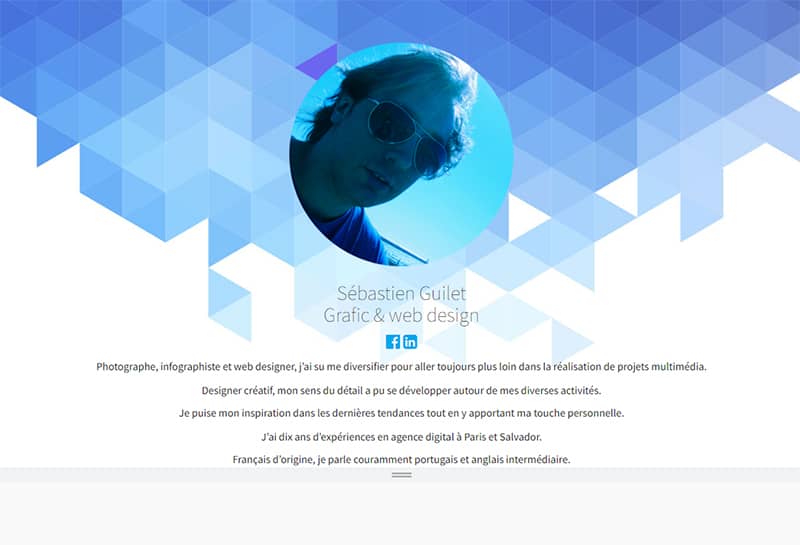 Sébastien Guilet
Grafic & web design
Photographe, infographiste et web designer, j'ai su me diversifier pour aller toujours plus loin dans la réalisation de projets multimédia.
Designer créatif, mon sens du détail a pu se développer autour de mes diverses activités.
Je puise mon inspiration dans les dernières tendances tout en y apportant ma touche personnelle.
J'ai dix ans d'expériences en agence digital à Paris et Salvador.
Français d'origine, je parle couramment portugais et anglais intermédiaire.